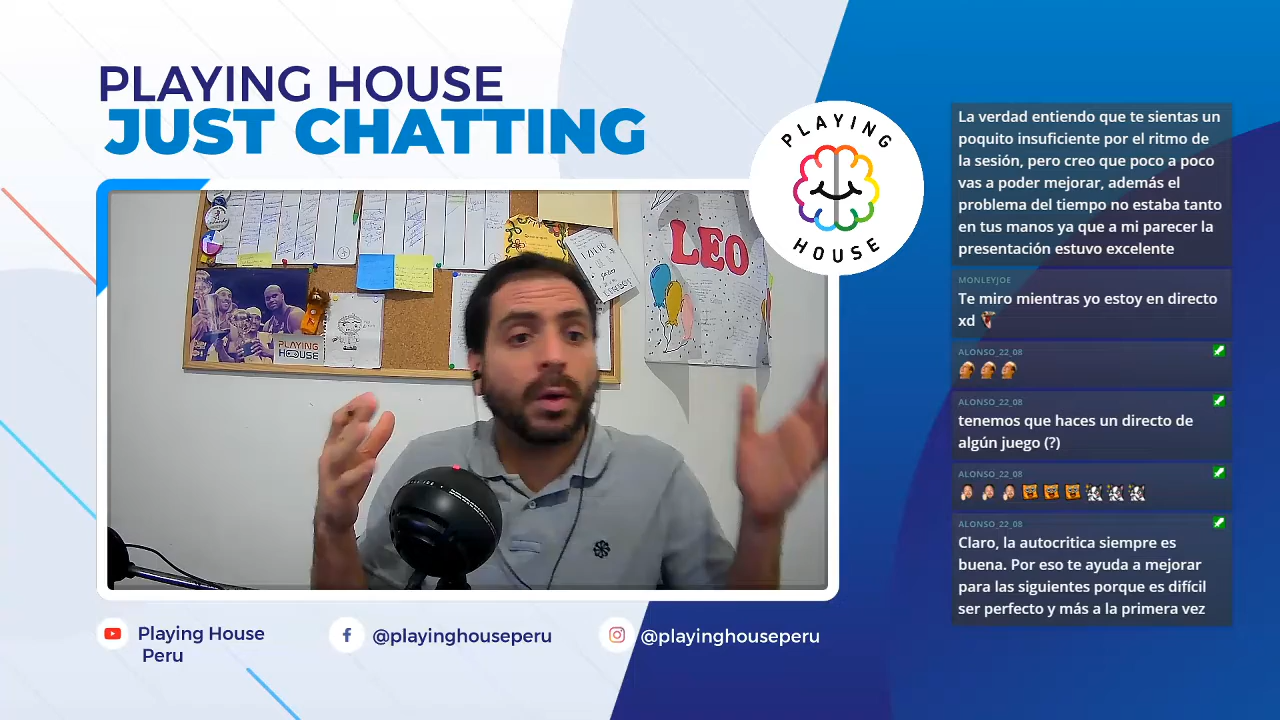 PLAYING HOUSE
JUST CHATTING
PLAYING
HOUSE
LEO
PLAYING
HOUSE
La verdad entiendo que te sientas un
poquito insuficiente por el ritmo de
la sesión, pero creo que poco a poco
vas a poder mejorar, además el
problema del tiempo no estaba tanto
en tus manos ya que a mi parecer la
presentación estuvo excelente
MONLEYJOE
Te miro mientras yo estoy en directo
xd
ALONSO_22_08
ALONSO_22_08
tenemos que haces un directo de
algún juego (?)
ALONSO_22_08
ALONSO_22_08
Claro, la autocritica siempre es
buena. Por eso te ayuda a mejorar
para las siguientes porque es difícil
ser perfecto y más a la primera vez
Playing House
Peru
@playinghouseperu
@playinghouseperu